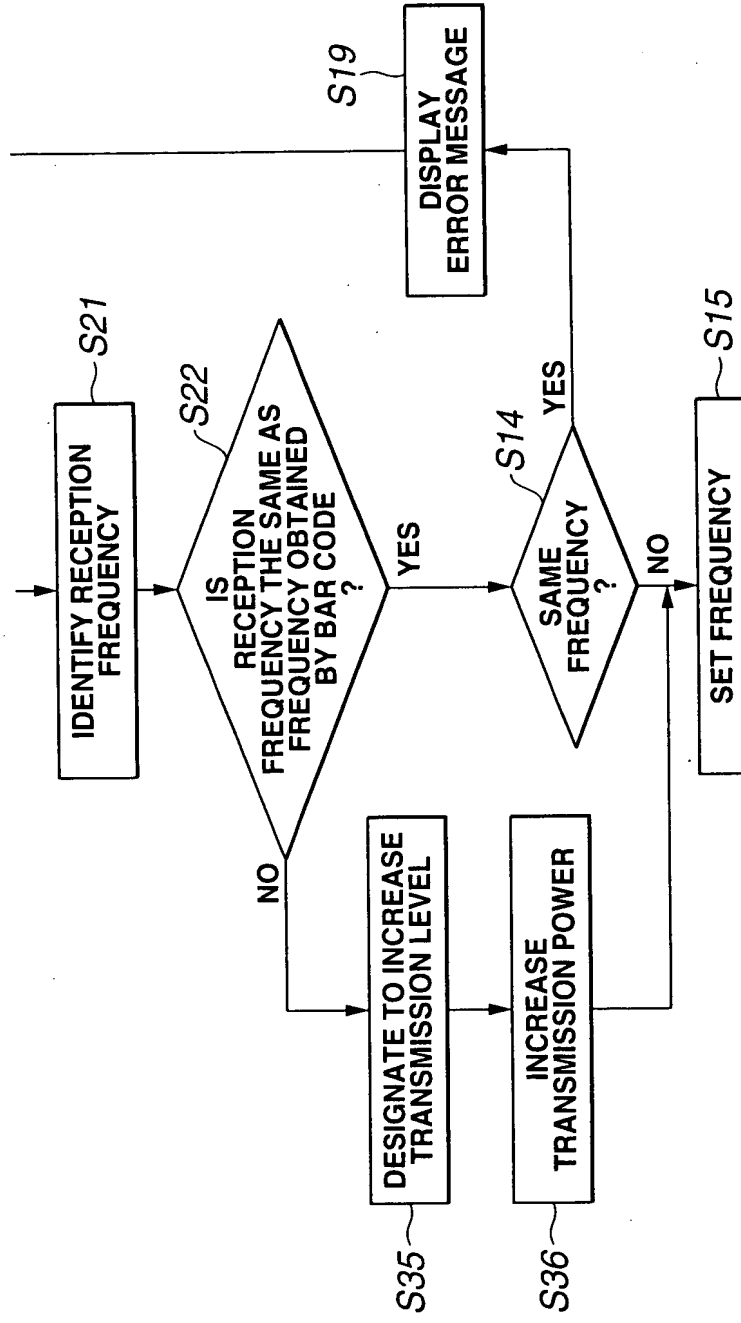 S21
IDENTIFY RECEPTION
FREQUENCY
S22
IS
RECEPTION
FREQUENCY THE SAME AS
FREQUENCY OBTAINED
BY BAR CODE
?
NO
YES
S35
DESIGNATE TO INCREASE
TRANSMISSION LEVEL
S36
INCREASE
TRANSMISSION POWER
S14
SAME
FREQUENCY
?
YES
NO
S19
DISPLAY
ERROR MESSAGE
S15
SET FREQUENCY